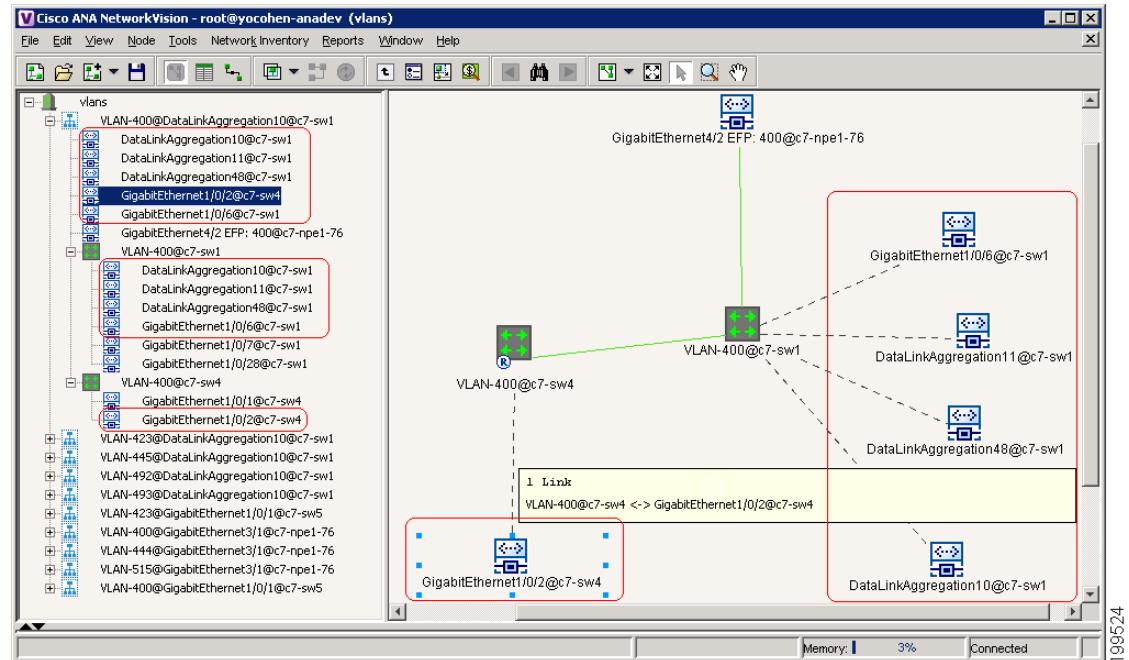 Cisco ANA NetworkVision - root@yocohen-anadev (vlans)
File Edit View Node Tools Network Inventory Reports Window Help
vlans
VLAN-400@DataLinkAggregation10@c7-sw1
DataLinkAggregation10@c7-sw1
DataLinkAggregation11@c7-sw1
DataLinkAggregation48@c7-sw1
GigabitEthernet1/0/2@c7-sw4
GigabitEthernet1/0/6@c7-sw1
GigabitEthernet4/2 EFP: 400@c7-npe1-76
VLAN-400@c7-sw1
DataLinkAggregation10@c7-sw1
DataLinkAggregation11@c7-sw1
DataLinkAggregation48@c7-sw1
GigabitEthernet1/0/6@c7-sw1
GigabitEthernet1/0/7@c7-sw1
GigabitEthernet1/0/28@c7-sw1
VLAN-400@c7-sw4
GigabitEthernet1/0/1@c7-sw4
GigabitEthernet1/0/2@c7-sw4
VLAN-423@DataLinkAggregation10@c7-sw1
VLAN-445@DataLinkAggregation10@c7-sw1
VLAN-492@DataLinkAggregation10@c7-sw1
VLAN-493@DataLinkAggregation10@c7-sw1
VLAN-423@GigabitEthernet1/0/1@c7-sw5
VLAN-400@GigabitEthernet3/1@c7-npe1-76
VLAN-444@GigabitEthernet3/1@c7-npe1-76
VLAN-515@GigabitEthernet3/1@c7-npe1-76
VLAN-400@GigabitEthernet1/0/1@c7-sw5
GigabitEthernet4/2 EFP: 400@c7-npe1-76
GigabitEthernet1/0/6@c7-sw1
VLAN-400@c7-sw1
DataLinkAggregation11@c7-sw1
R
VLAN-400@c7-sw4
DataLinkAggregation48@c7-sw1
1 Link
VLAN-400@c7-sw4 <-> GigabitEthernet1/0/2@c7-sw4
GigabitEthernet1/0/2@c7-sw4
DataLinkAggregation10@c7-sw1
Memory: 3% Connected
199524